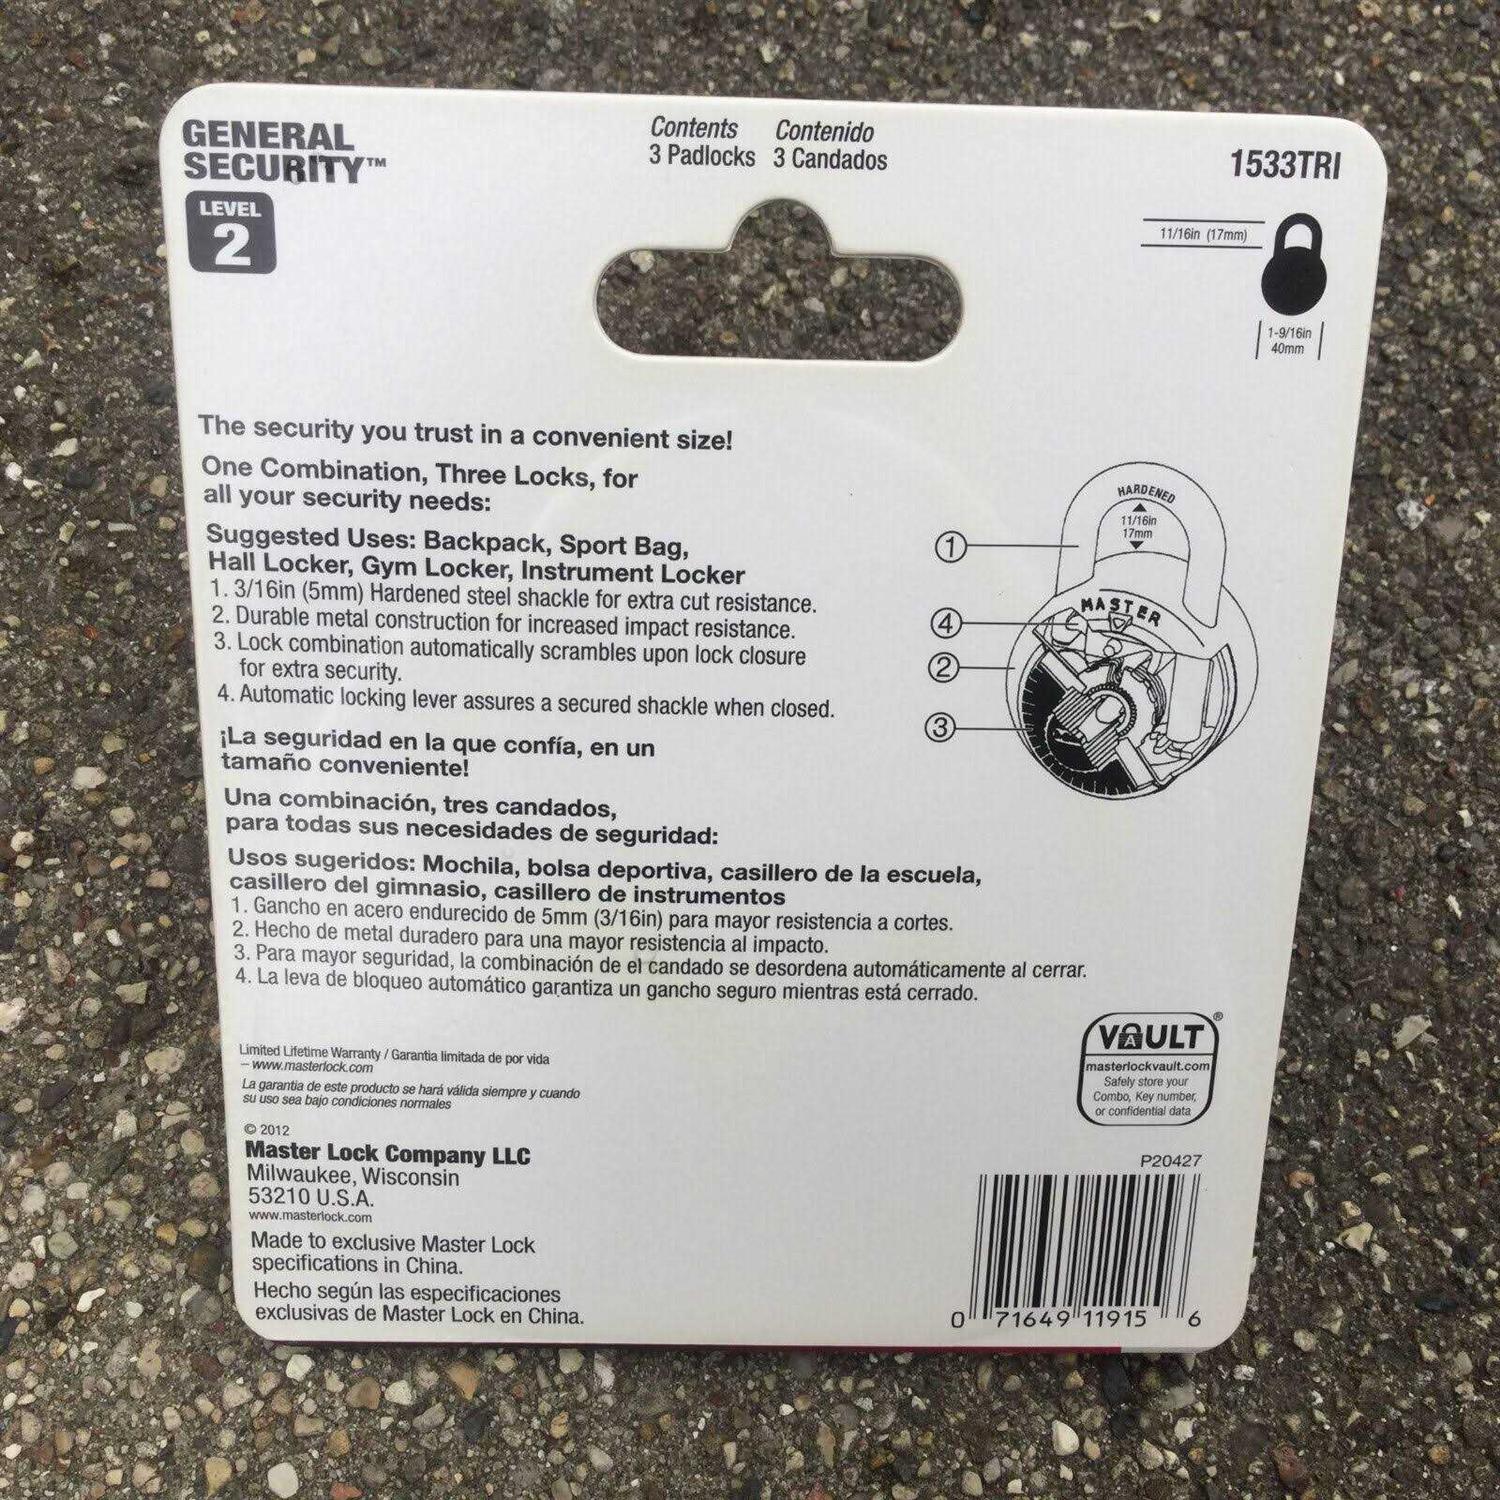 GENERAL
SECURITY™
LEVEL
2
Contents
3 Padlocks
Contenido
3 Candados
1533TRI
11/16in (17mm)
1-9/16in
40mm
The security you trust in a convenient size!
One Combination, Three Locks, for
all your security needs:
Suggested Uses: Backpack, Sport Bag,
Hall Locker, Gym Locker, Instrument Locker
1. 3/16in (5mm) Hardened steel shackle for extra cut resistance.
2. Durable metal construction for increased impact resistance.
3. Lock combination automatically scrambles upon lock closure
for extra security.
4. Automatic locking lever assures a secured shackle when closed.
HARDENED
11/16in
17mm
MASTER
1
4
2
3
¡La seguridad en la que confía, en un
tamaño conveniente!
Una combinación, tres candados,
para todas sus necesidades de seguridad:
Usos sugeridos: Mochila, bolsa deportiva, casillero de la escuela,
casillero del gimnasio, casillero de instrumentos
1. Gancho en acero endurecido de 5mm (3/16in) para mayor resistencia a cortes.
2. Hecho de metal duradero para una mayor resistencia al impacto.
3. Para mayor seguridad, la combinación de el candado se desordena automáticamente al cerrar.
4. La leva de bloqueo automático garantiza un gancho seguro mientras está cerrado.
Limited Lifetime Warranty / Garantia limitada de por vida
– www.masterlock.com
La garantia de este producto se hará válida siempre y cuando
su uso sea bajo condiciones normales
© 2012
Master Lock Company LLC
Milwaukee, Wisconsin
53210 U.S.A.
www.masterlock.com
Made to exclusive Master Lock
specifications in China.
Hecho según las especificaciones
exclusivas de Master Lock en China.
VAULT®
masterlockvault.com
Safely store your
Combo, Key number,
or confidential data
P20427
0 71649 11915 6